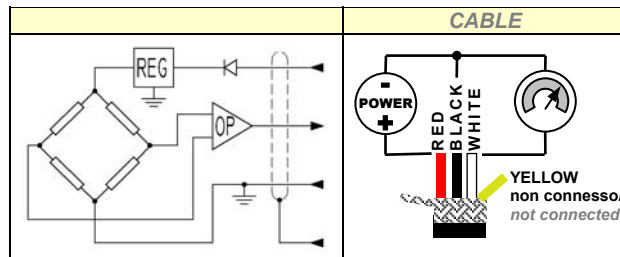 CABLE
REG
OP
-
POWER
+
RED
BLACK
WHITE
YELLOW
non connesso/
not connected